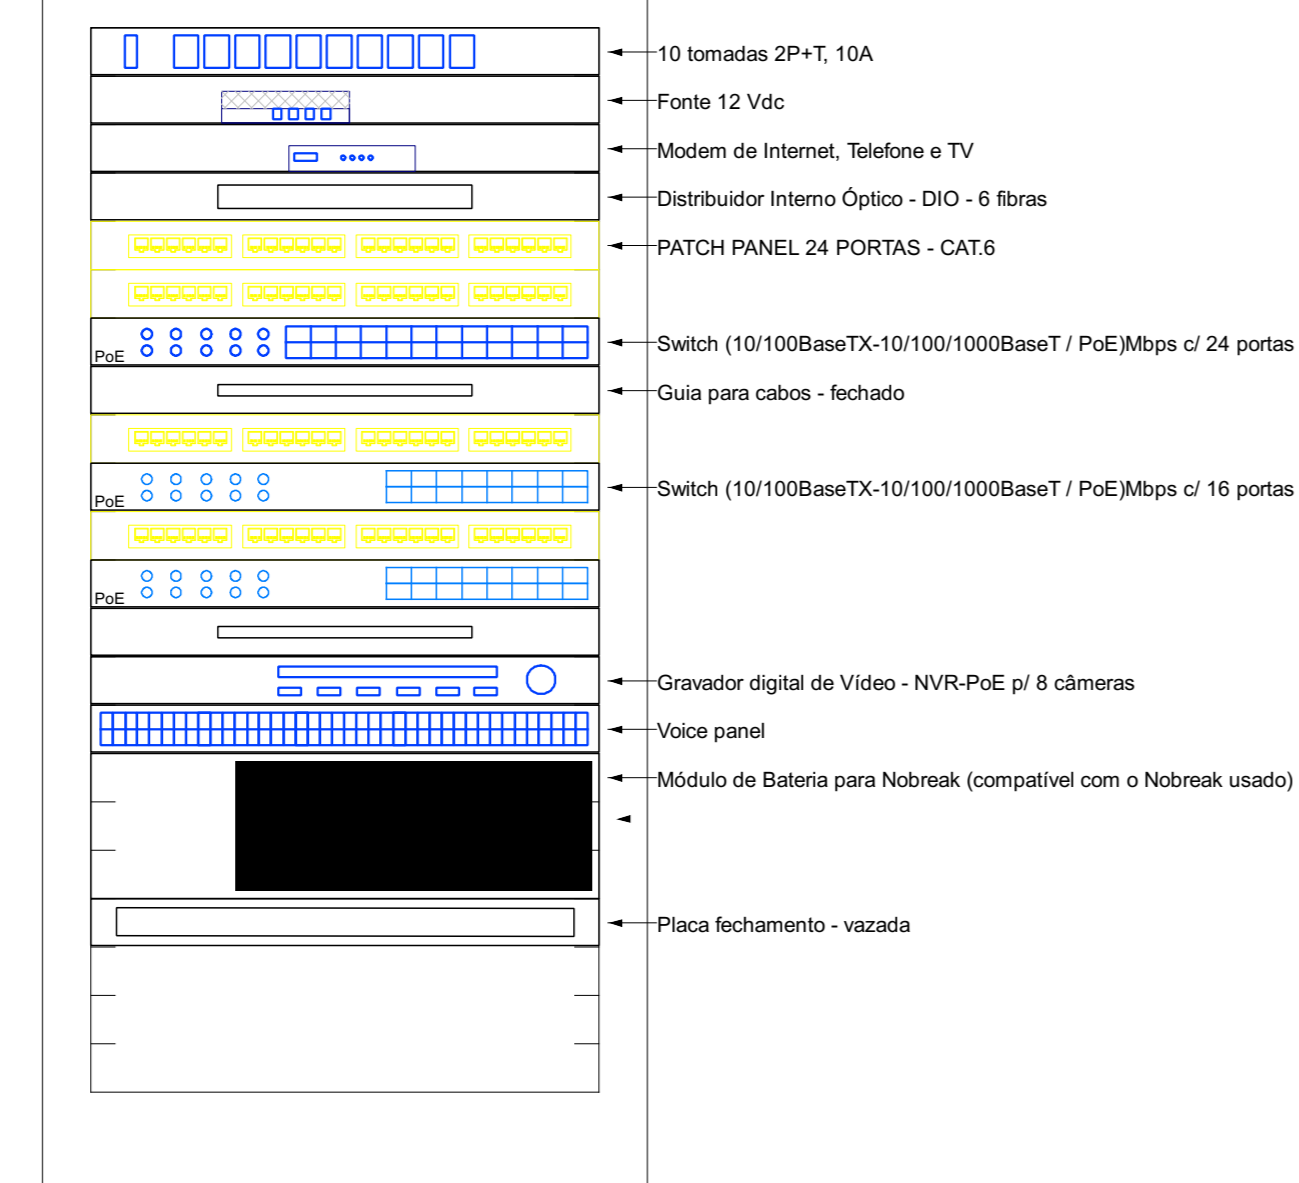 10 tomadas 2P+T, 10A
Fonte 12 Vdc
Modem de Internet, Telefone e TV
Distribuidor Interno Óptico - DIO - 6 fibras
PATCH PANEL 24 PORTAS - CAT.6
PoE
Switch (10/100BaseTX-10/100/1000BaseT / PoE)Mbps c/ 24 portas
Guia para cabos - fechado
PoE
Switch (10/100BaseTX-10/100/1000BaseT / PoE)Mbps c/ 16 portas
PoE
Gravador digital de Vídeo - NVR-PoE p/ 8 câmeras
Voice panel
Módulo de Bateria para Nobreak (compatível com o Nobreak usado)
Placa fechamento - vazada